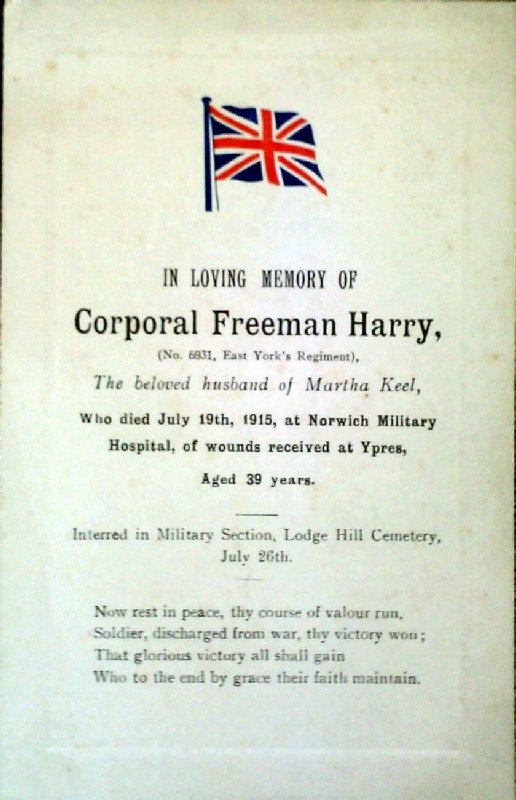 IN LOVING MEMORY OF
Corporal Freeman Harry,
(No. 6931, East York's Regiment),
The beloved husband of Martha Keel,
Who died July 19th, 1915, at Norwich Military
Hospital, of wounds received at Ypres,
Aged 39 years.
Interred in Military Section, Lodge Hill Cemetery,
July 26th.
Now rest in peace, thy course of valour run,
Soldier, discharged from war, thy victory won;
That glorious victory all shall gain
Who to the end by grace their faith maintain.